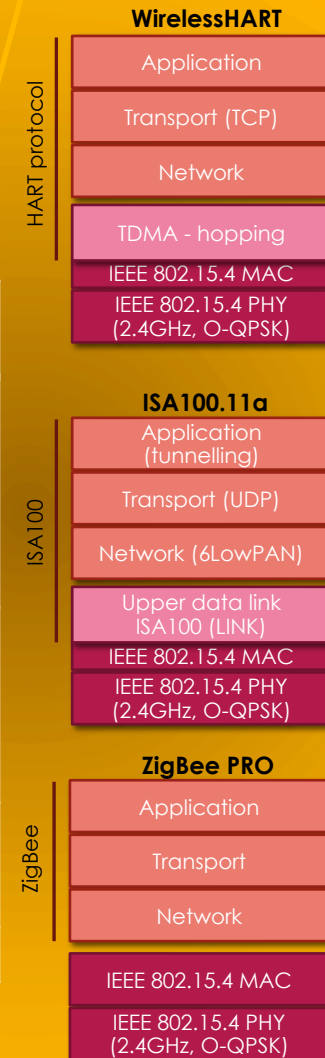 WirelessHART
HART protocol
Application
Transport (TCP)
Network
TDMA - hopping
IEEE 802.15.4 MAC
IEEE 802.15.4 PHY
(2.4GHz, O-QPSK)
ISA100.11a
ISA100
Application
(tunnelling)
Transport (UDP)
Network (6LowPAN)
Upper data link
ISA100 (LINK)
IEEE 802.15.4 MAC
IEEE 802.15.4 PHY
(2.4GHz, O-QPSK)
ZigBee PRO
ZigBee
Application
Transport
Network
IEEE 802.15.4 MAC
IEEE 802.15.4 PHY
(2.4GHz, O-QPSK)